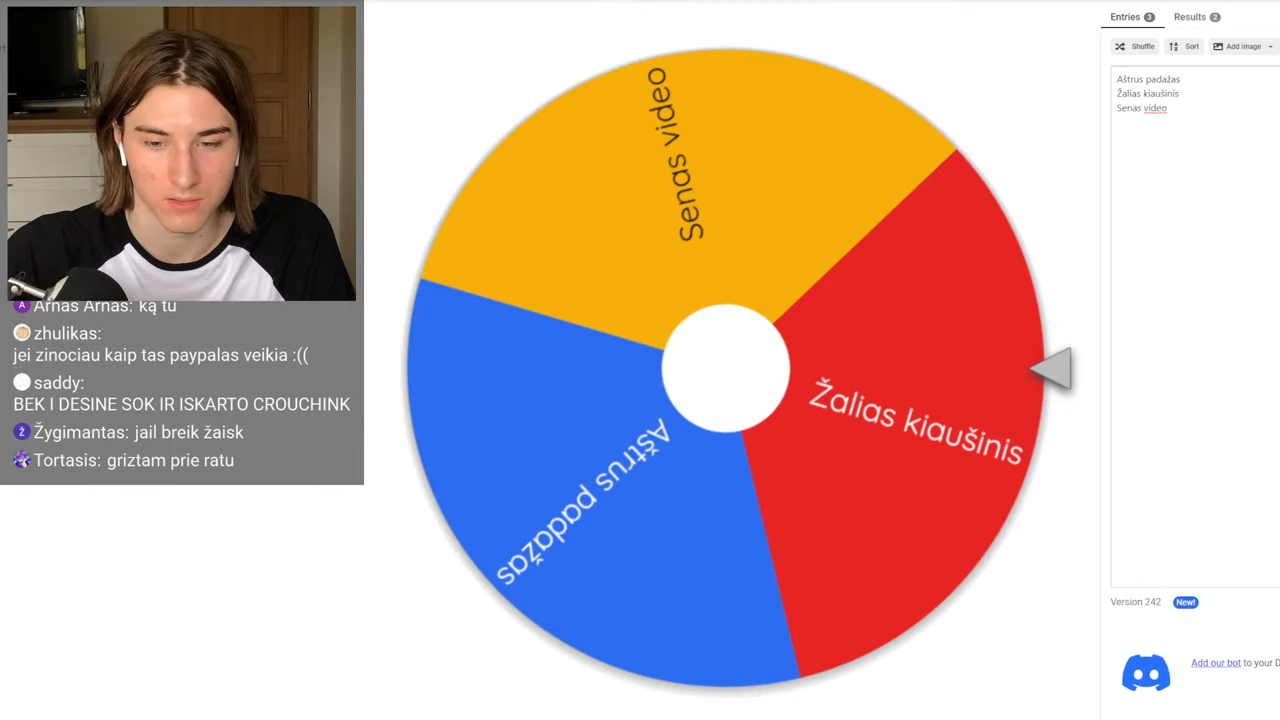 Arnas Arnas: ką tu
zhulikas:
jei zinociau kaip tas paypalas veikia :((
saddy:
BEK I DESINE SOK IR ISKARTO CROUCHINK
Ž Žygimantas: jail breik žaisk
Tortasis: griztam prie ratu
Senas video
Žalias kiaušinis
Aštrus padažas
Entries 3 Results 2
Shuffle Sort Add image
Aštrus padažas
Žalias kiaušinis
Senas video
Version 242 New!
Add our bot to your D